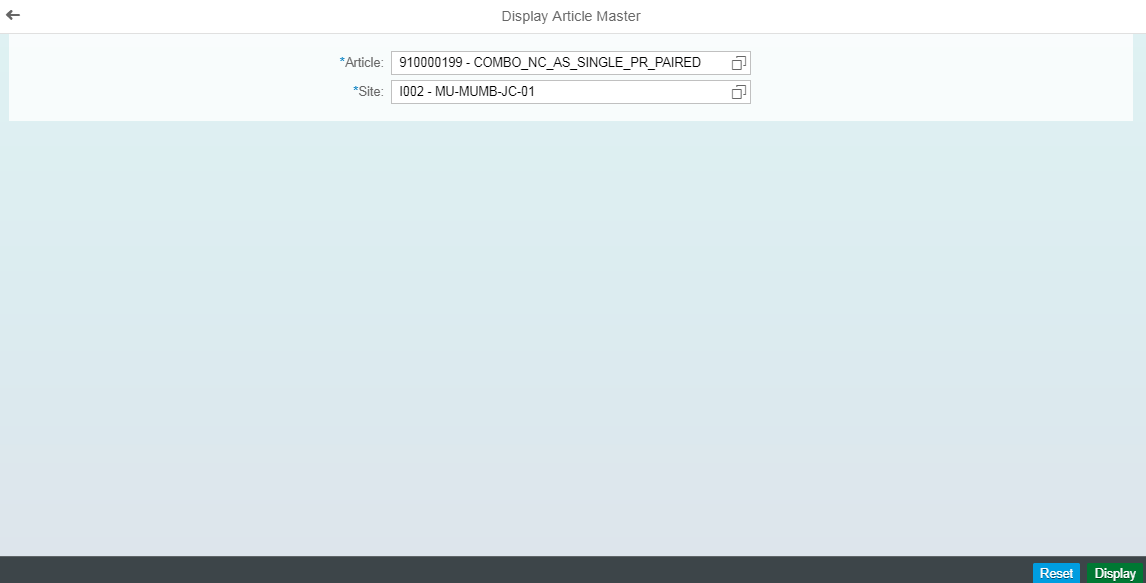 Display Article Master
*Article: 910000199 - COMBO_NC_AS_SINGLE_PR_PAIRED
*Site: I002 - MU-MUMB-JC-01
Reset Display